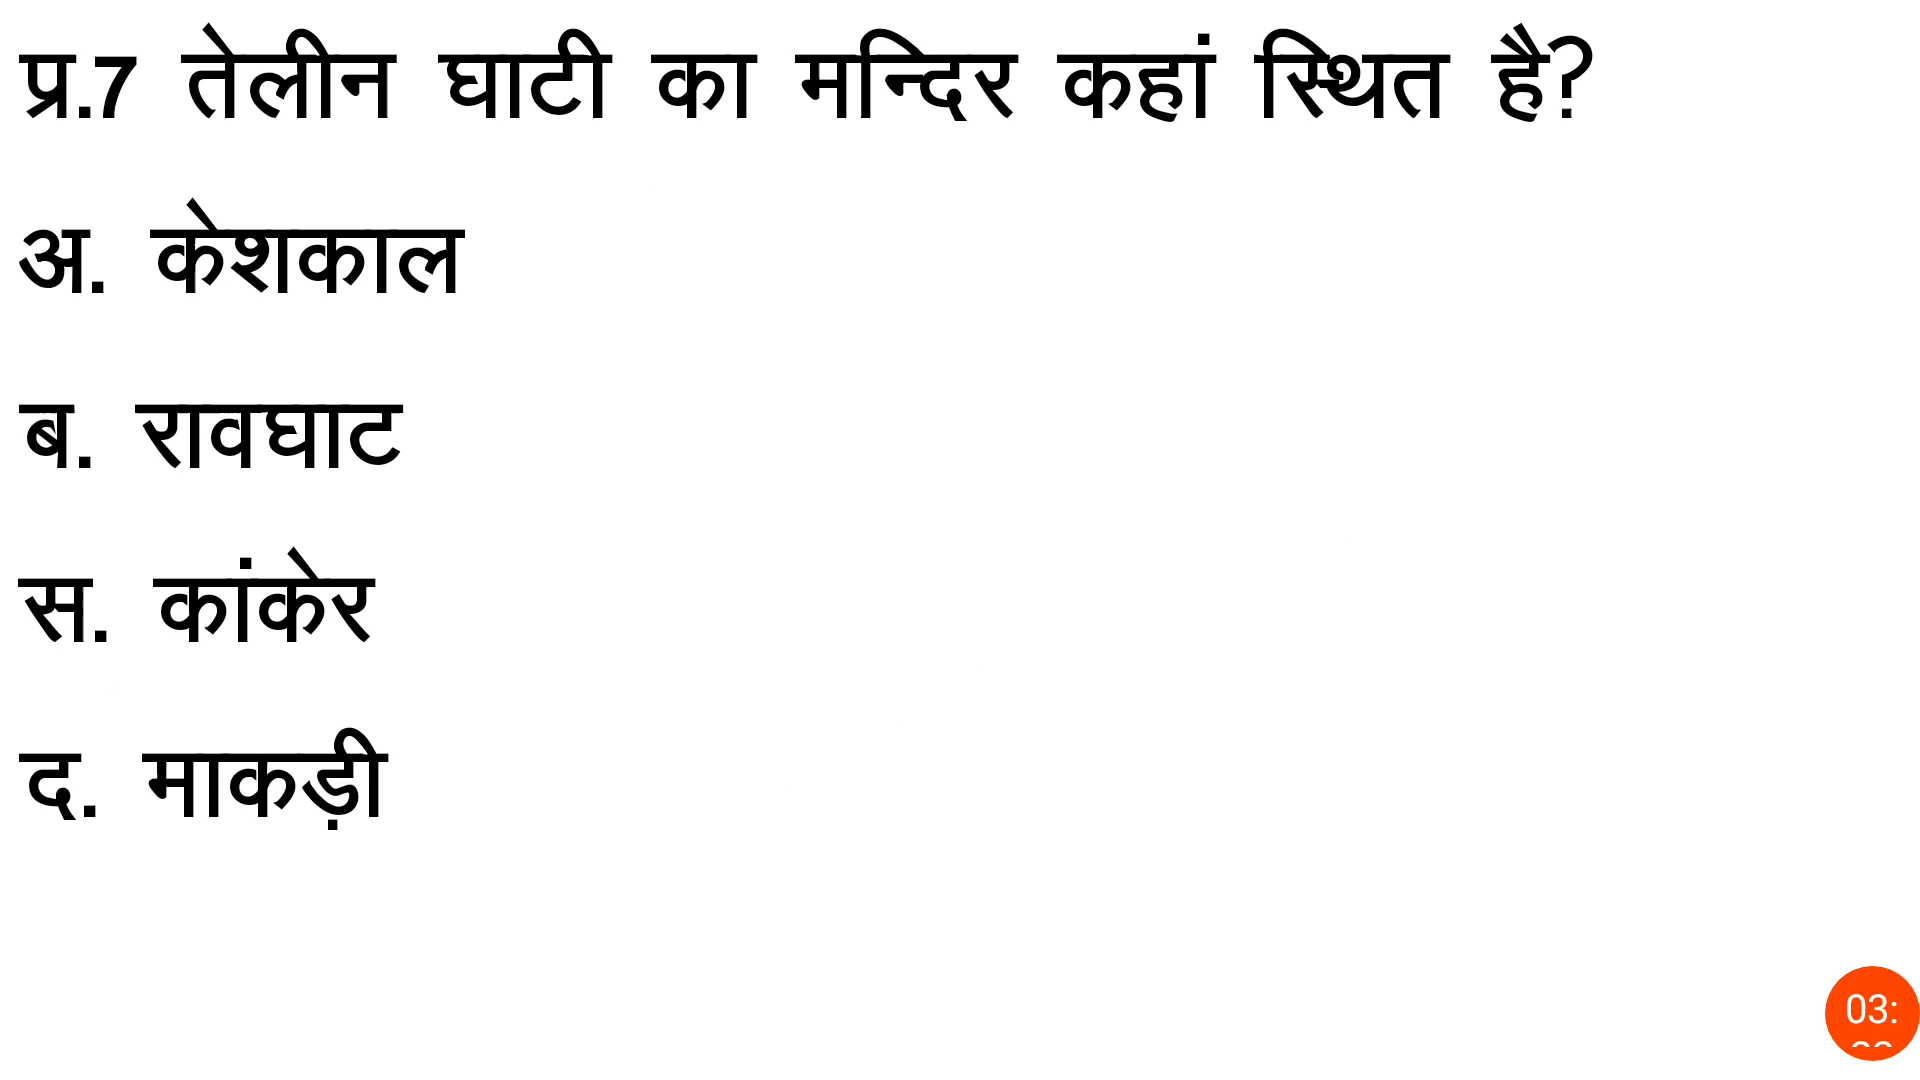 प्र.7 तेलीन घाटी का मन्दिर कहां स्थित है?
अ. केशकाल
ब. रावघाट
स. कांकेर
द. माकड़ी
03: